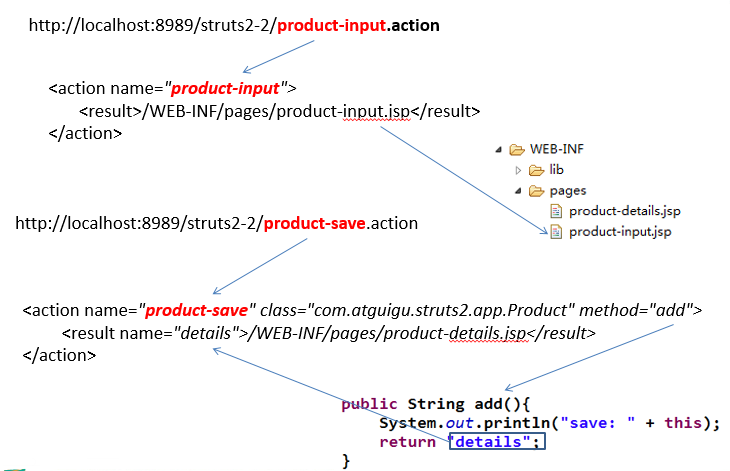 http://localhost:8989/struts2-2/product-input.action
<action name="product-input">
<result>/WEB-INF/pages/product-input.jsp</result>
</action>
WEB-INF
lib
pages
product-details.jsp
product-input.jsp
http://localhost:8989/struts2-2/product-save.action
<action name="product-save" class="com.atguigu.struts2.app.Product" method="add">
<result name="details">/WEB-INF/pages/product-details.jsp</result>
</action>
public String add(){
System.out.println("save: " + this);
return "details";
}